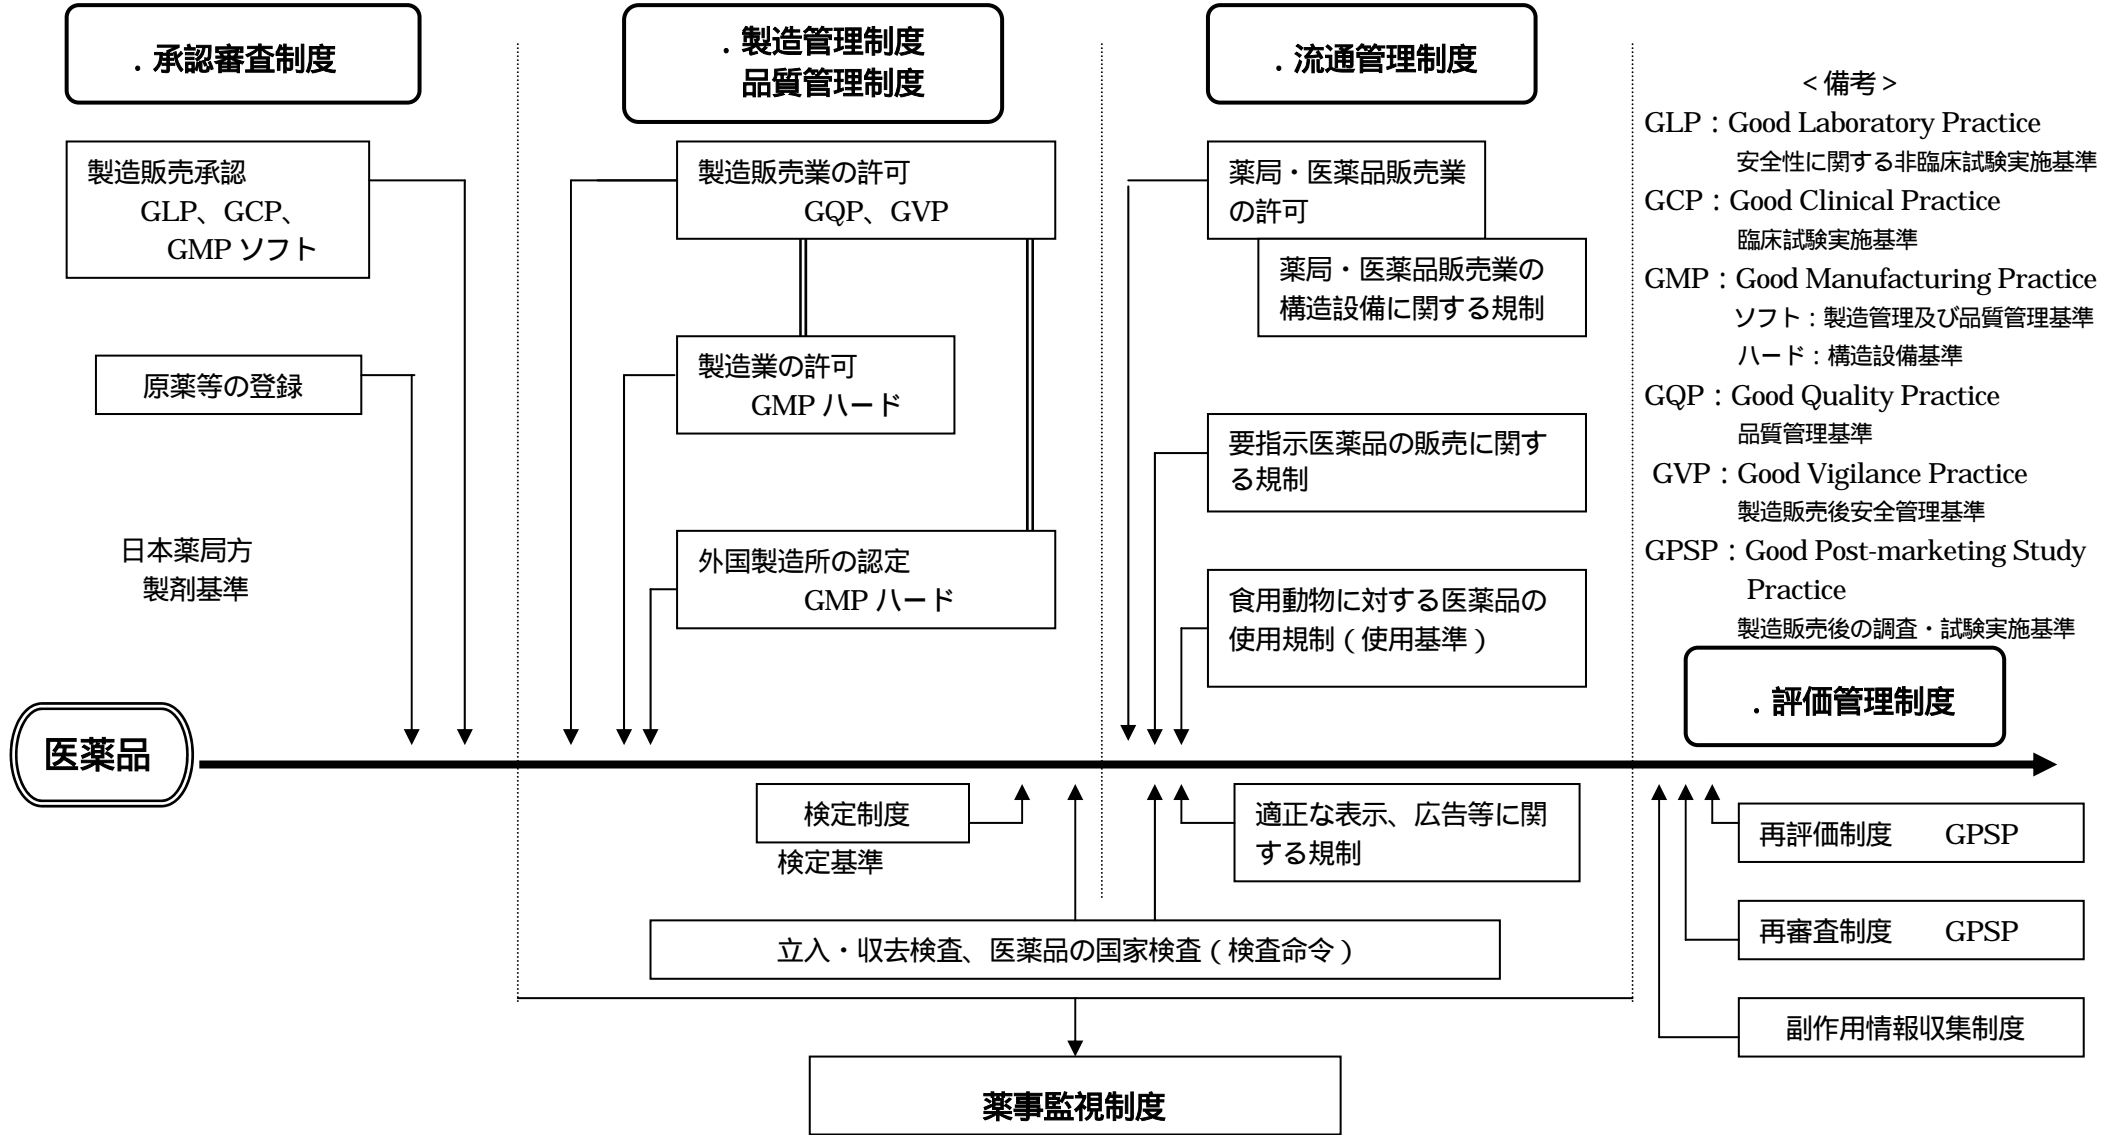 ．承認審査制度
製造販売承認
GLP、GCP、
GMP ソフト
原薬等の登録
日本薬局方
製剤基準
．製造管理制度
品質管理制度
製造販売業の許可
GQP、GVP
製造業の許可
GMP ハード
外国製造所の認定
GMP ハード
．流通管理制度
薬局・医薬品販売業
の許可
薬局・医薬品販売業の
構造設備に関する規制
要指示医薬品の販売に関す
る規制
食用動物に対する医薬品の
使用規制（使用基準）
＜備考＞
GLP：Good Laboratory Practice
安全性に関する非臨床試験実施基準
GCP：Good Clinical Practice
臨床試験実施基準
GMP：Good Manufacturing Practice
ソフト：製造管理及び品質管理基準
ハード：構造設備基準
GQP：Good Quality Practice
品質管理基準
GVP：Good Vigilance Practice
製造販売後安全管理基準
GPSP：Good Post-marketing Study
Practice
製造販売後の調査・試験実施基準
．評価管理制度
医薬品
検定制度
検定基準
適正な表示、広告等に関
する規制
再評価制度　　GPSP
再審査制度　　GPSP
副作用情報収集制度
立入・収去検査、医薬品の国家検査（検査命令）
薬事監視制度